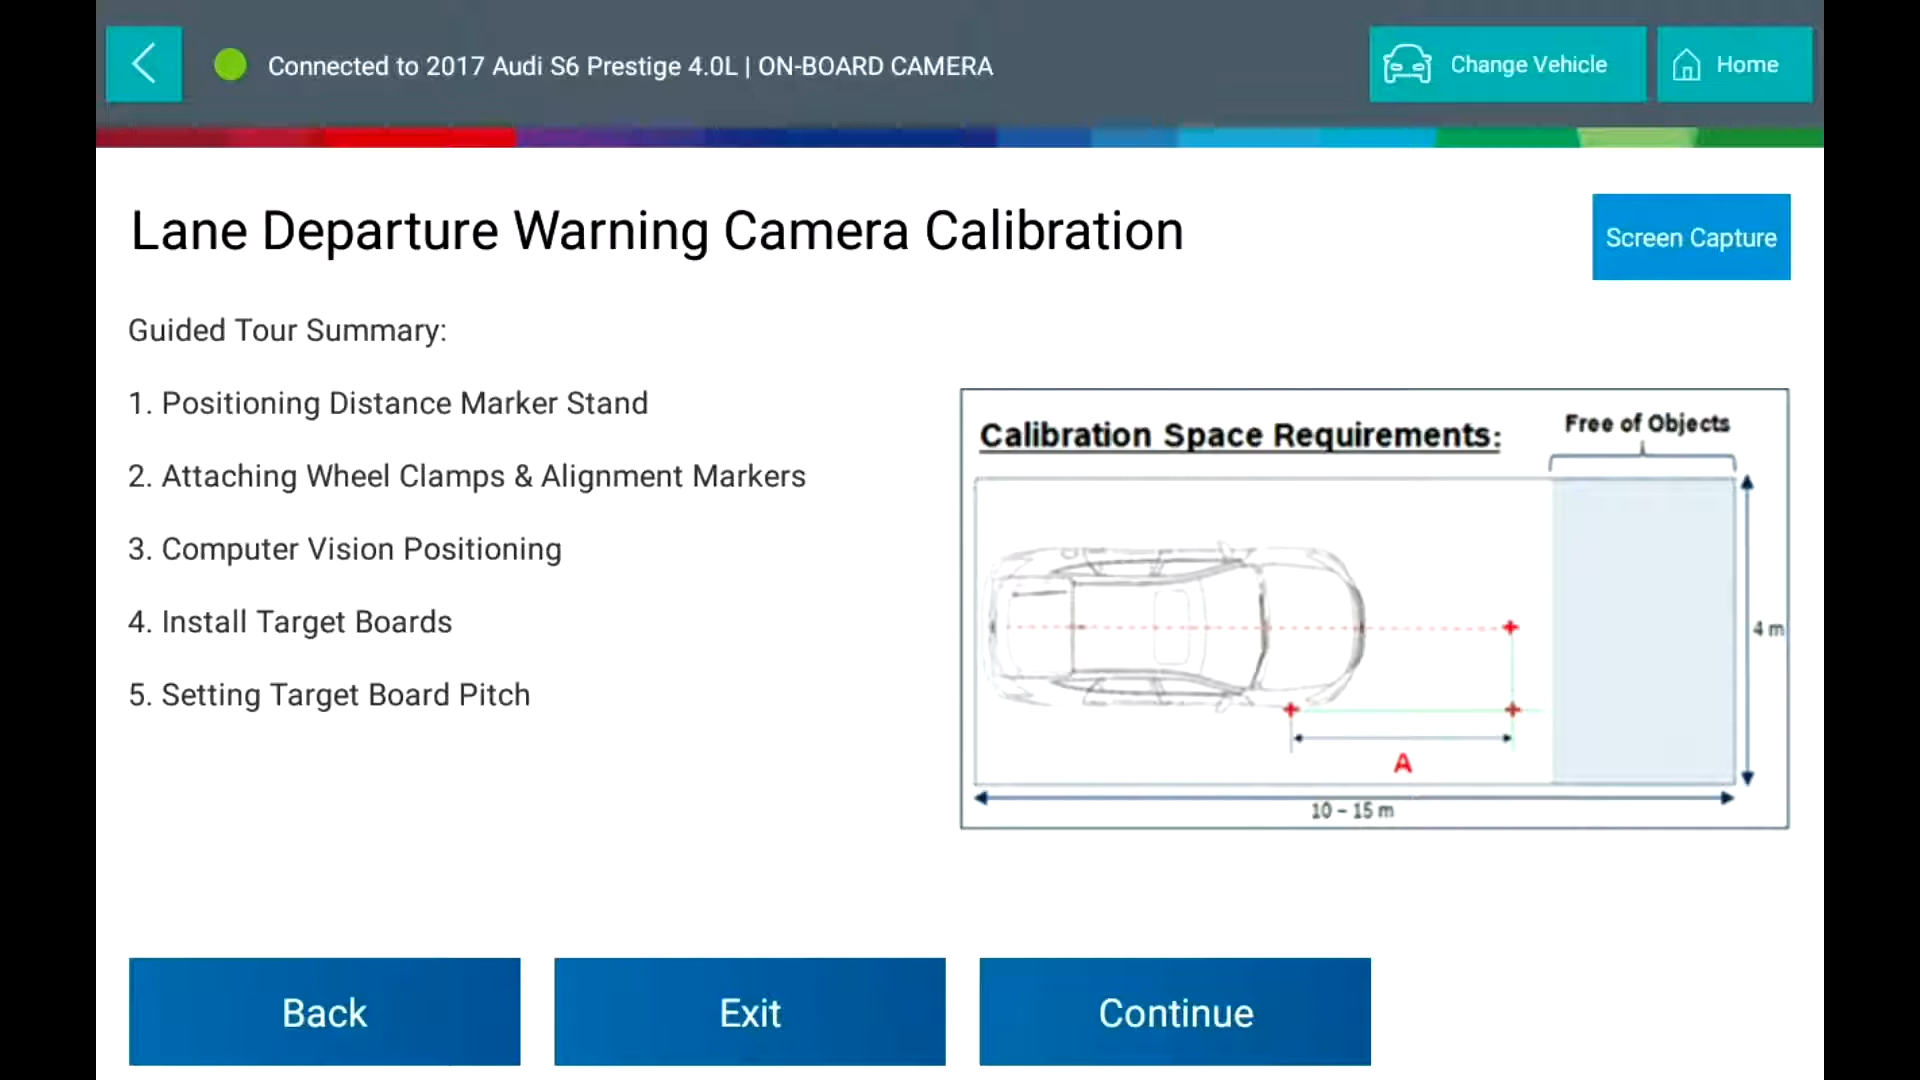 Connected to 2017 Audi S6 Prestige 4.0L | ON-BOARD CAMERA
Change Vehicle
Home
Lane Departure Warning Camera Calibration
Screen Capture
Guided Tour Summary:
1. Positioning Distance Marker Stand
2. Attaching Wheel Clamps & Alignment Markers
3. Computer Vision Positioning
4. Install Target Boards
5. Setting Target Board Pitch
Calibration Space Requirements:
Free of Objects
4 m
A
10 – 15 m
Back
Exit
Continue